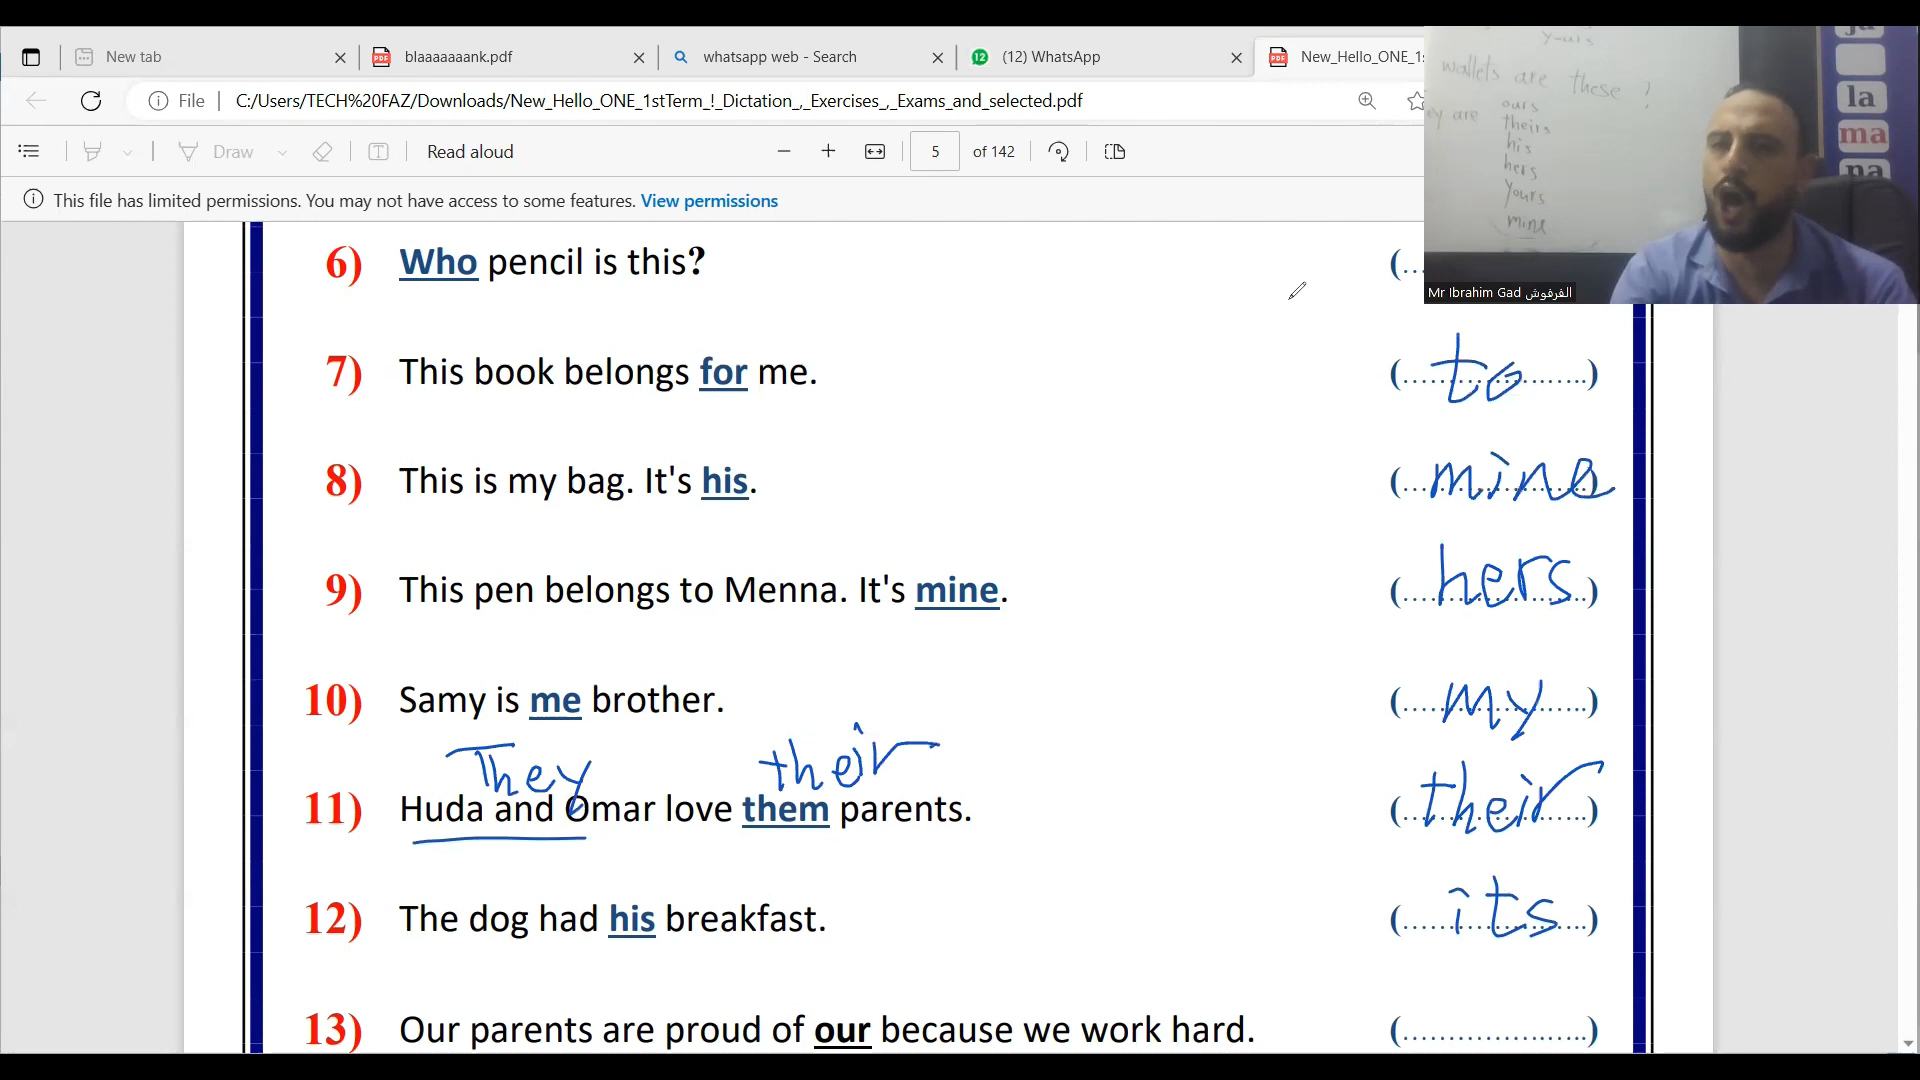 New tab
blaaaaaaank.pdf
whatsapp web - Search
12
(12) WhatsApp
New_Hello_ONE_1s
File
C:/Users/TECH%20FAZ/Downloads/New_Hello_ONE_1stTerm_!_Dictation_,_Exercises_,_Exams_and_selected.pdf
Draw
Read aloud
5
of 142
This file has limited permissions. You may not have access to some features. View permissions
wallets are these ?
ey are
ours
theirs
his
hers
yours
mine
la
ma
na
Mr Ibrahim Gad الفرفوش
6) Who pencil is this? (..
7) This book belongs for me. (.... to ....)
8) This is my bag. It's his. (.... mine ....)
9) This pen belongs to Menna. It's mine. (.... hers ....)
10) Samy is me brother. (.... my ....)
They their
11) Huda and Omar love them parents. (.... their ....)
12) The dog had his breakfast. (.... its ....)
13) Our parents are proud of our because we work hard. (....................)